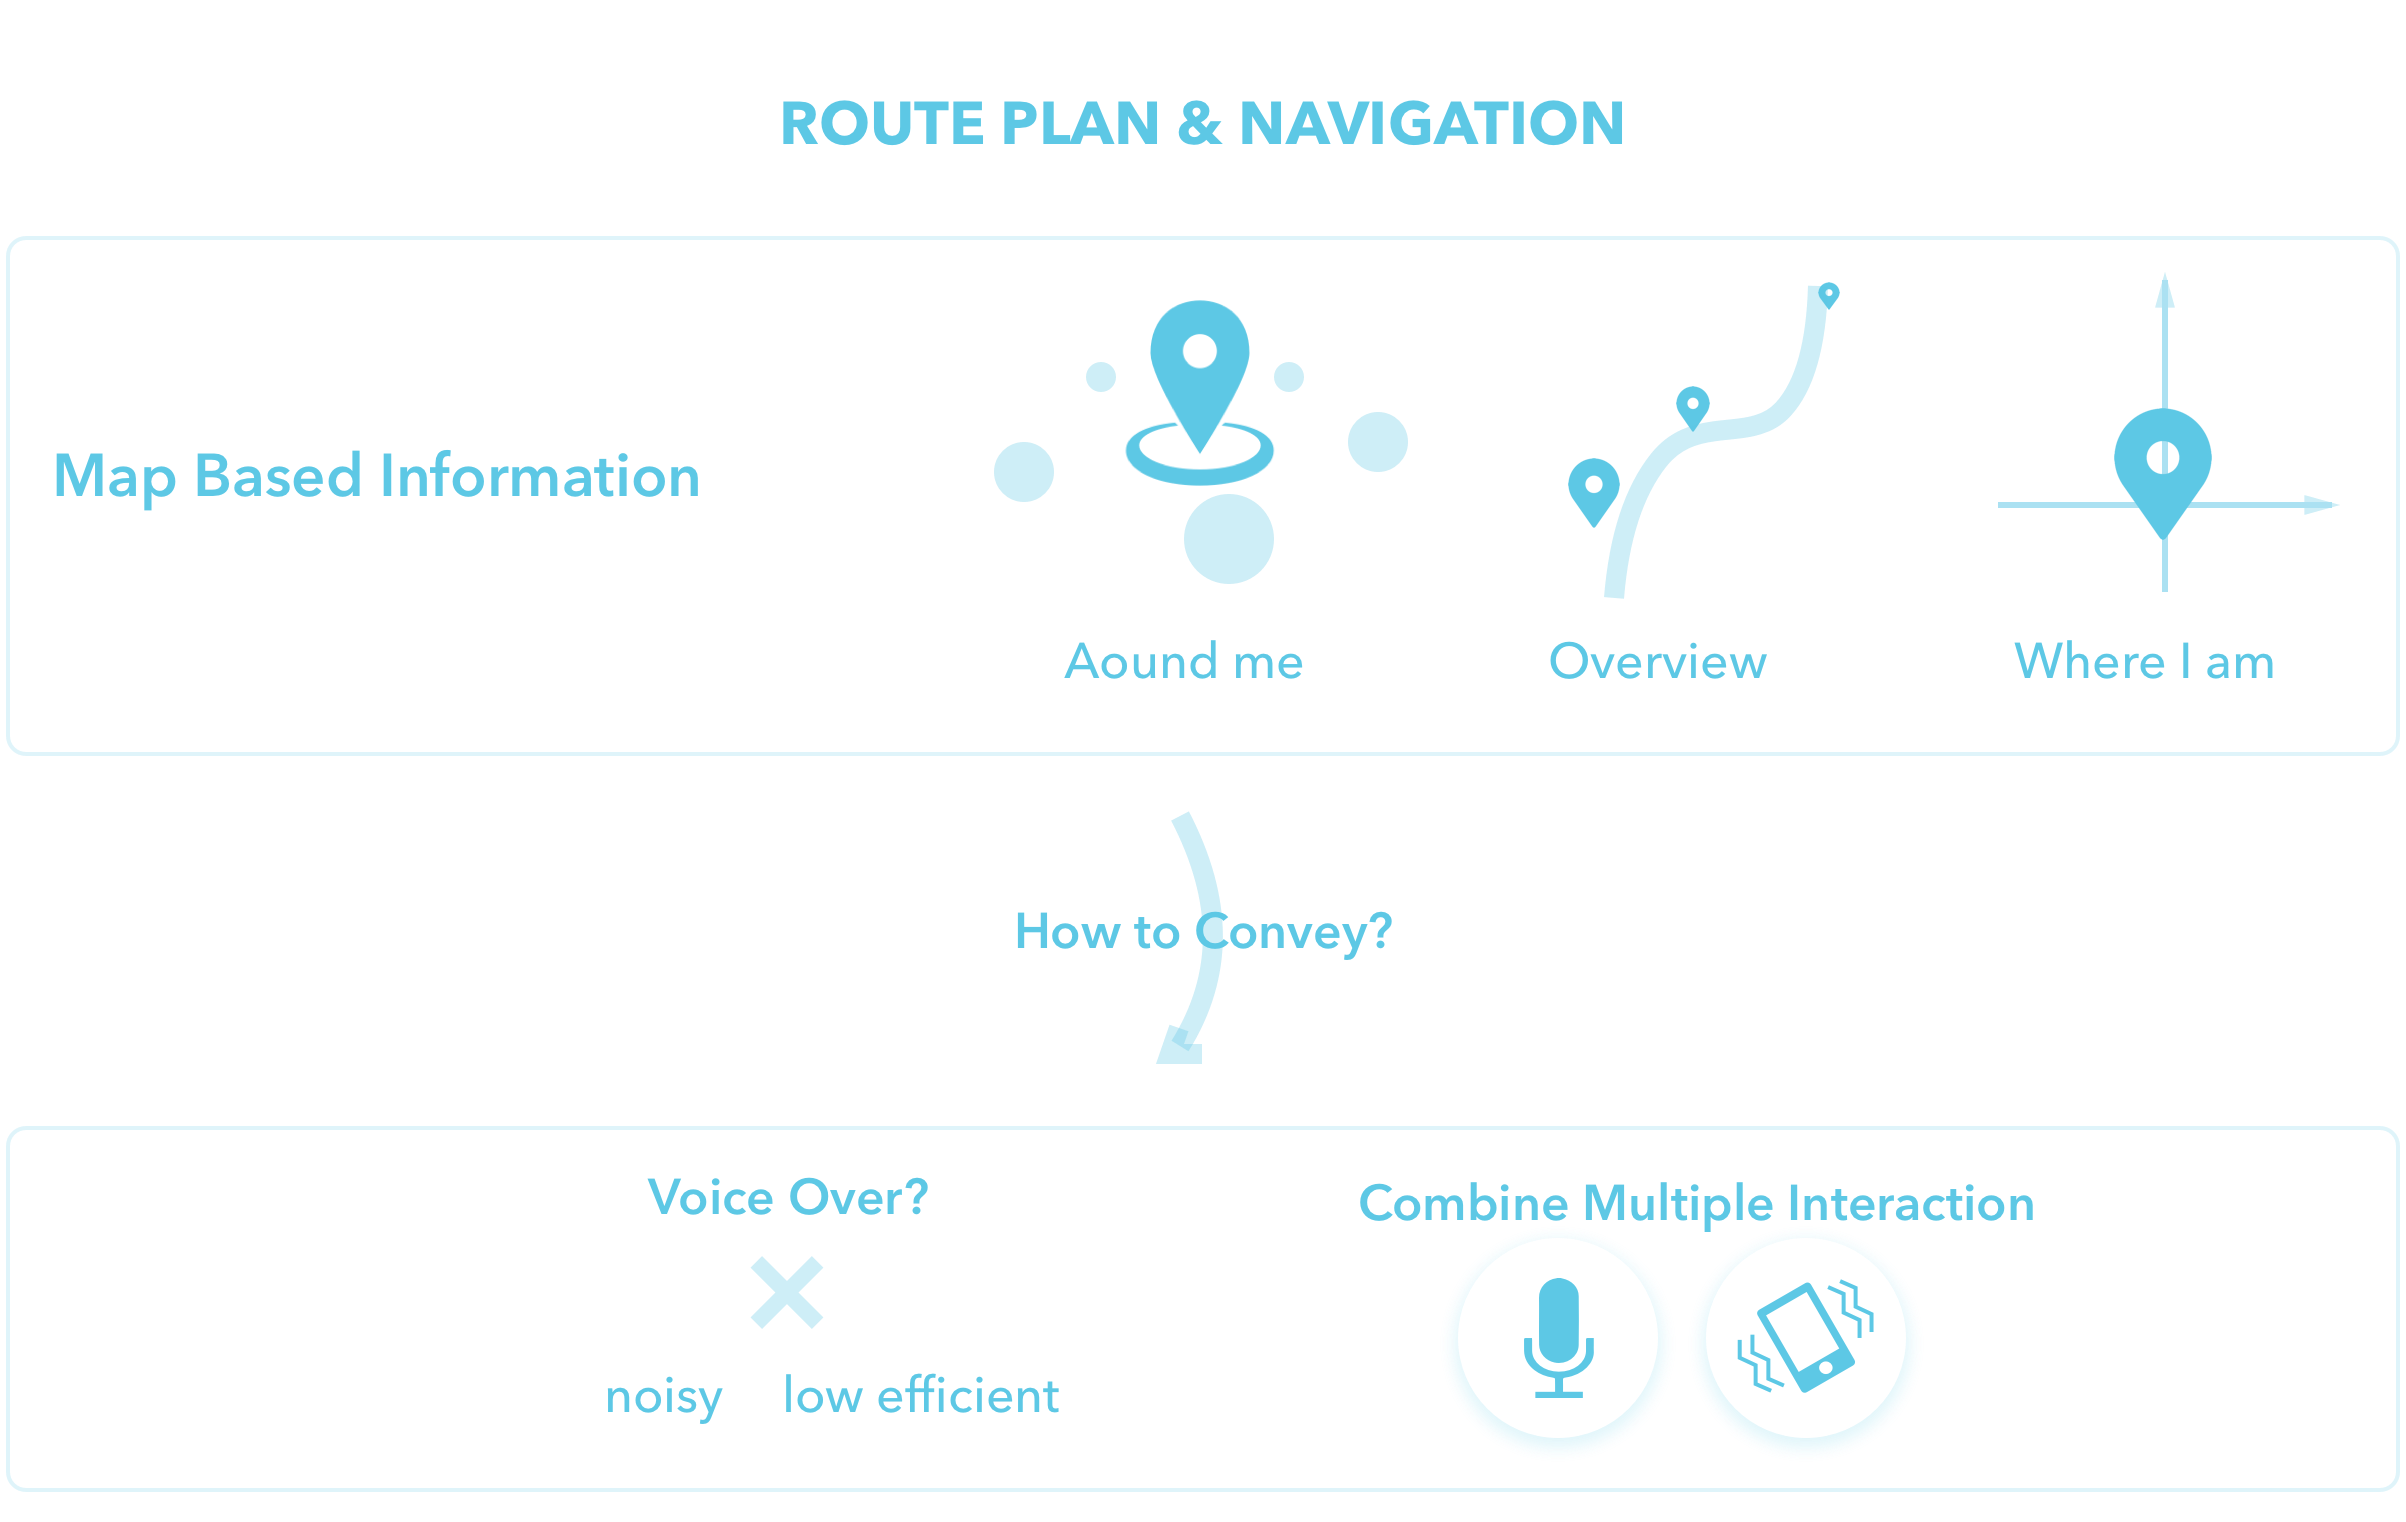 ROUTE PLAN & NAVIGATION
Map Based Information
Aound me
Overview
Where I am
How to Convey?
Voice Over?
noisy
low efficient
Combine Multiple Interaction